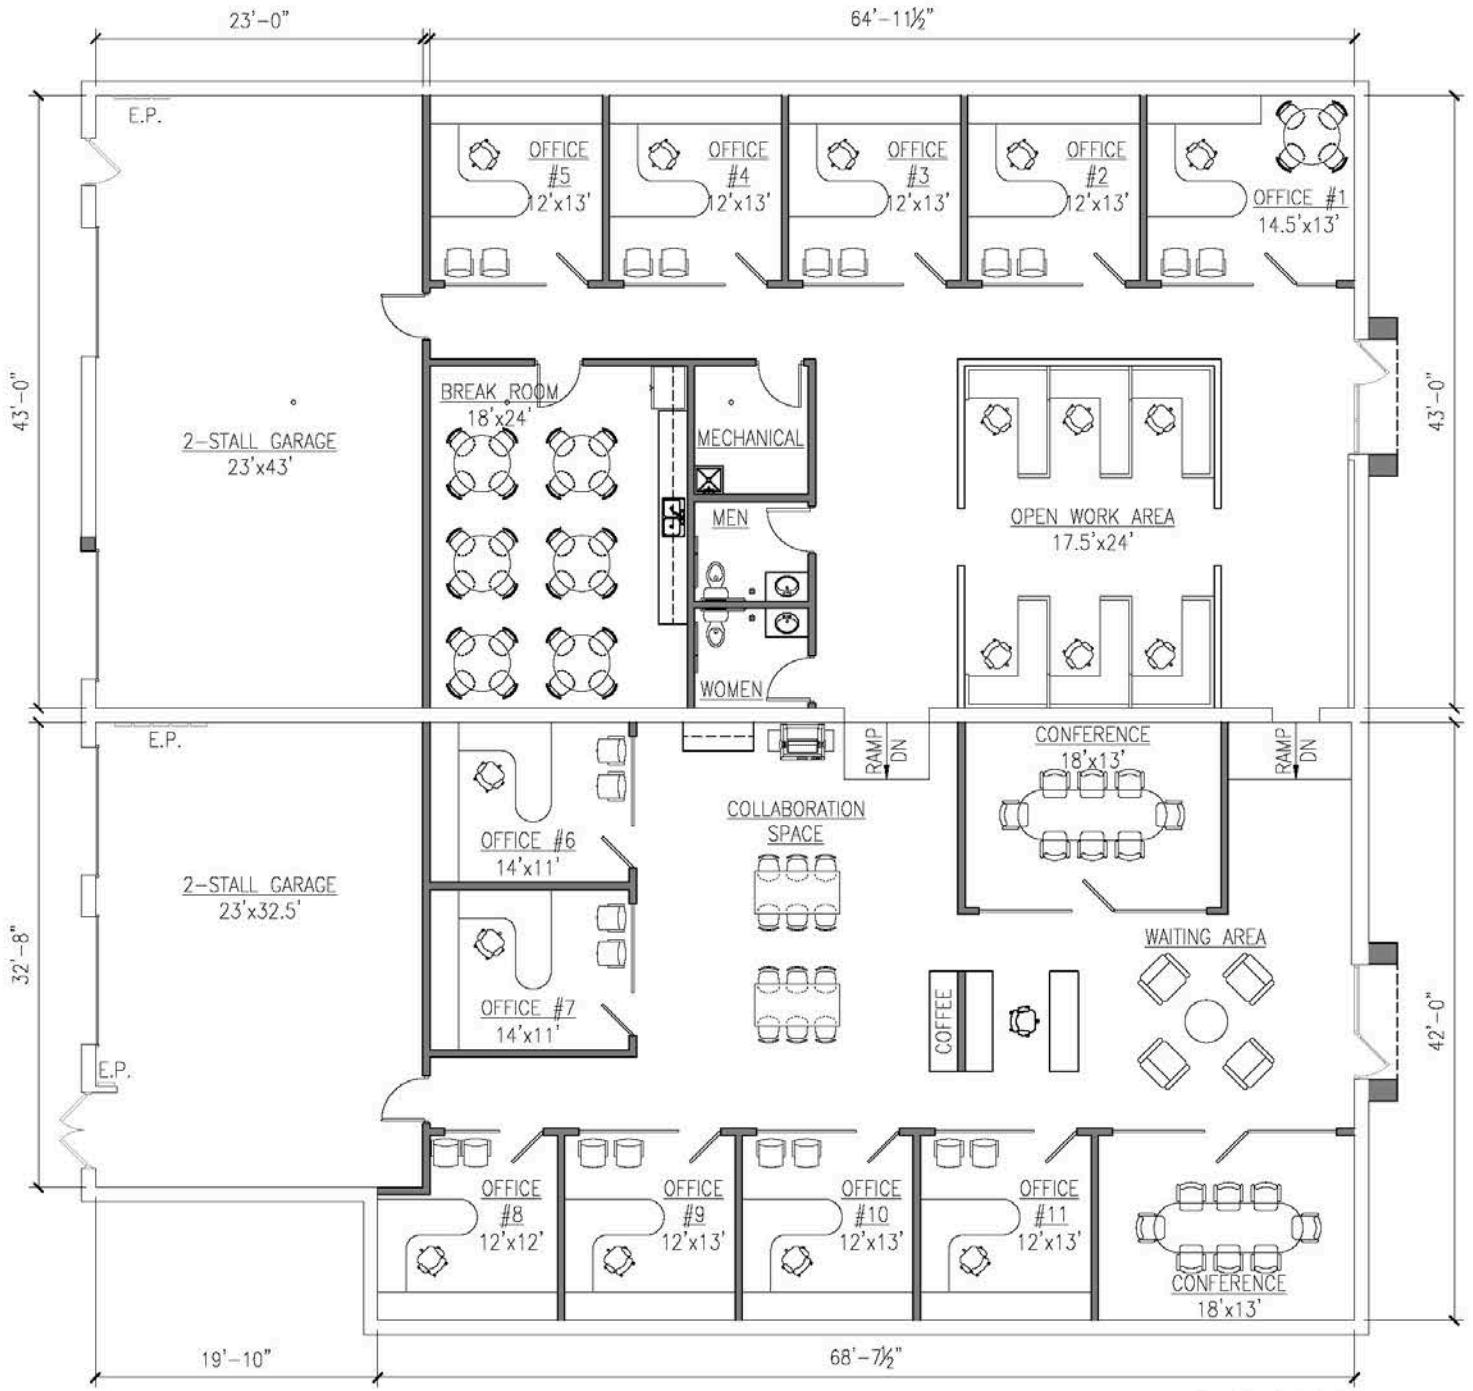 23'-0"
64'-11½"
E.P.
OFFICE
#5
12'x13'
OFFICE
#4
12'x13'
OFFICE
#3
12'x13'
OFFICE
#2
12'x13'
OFFICE #1
14.5'x13'
43'-0"
2-STALL GARAGE
23'x43'
BREAK ROOM
18'x24'
MECHANICAL
MEN
WOMEN
OPEN WORK AREA
17.5'x24'
43'-0"
E.P.
RAMP
DN
CONFERENCE
18'x13'
RAMP
DN
OFFICE #6
14'x11'
COLLABORATION
SPACE
2-STALL GARAGE
23'x32.5'
32'-8"
OFFICE #7
14'x11'
COFFEE
WAITING AREA
42'-0"
E.P.
OFFICE
#8
12'x12'
OFFICE
#9
12'x13'
OFFICE
#10
12'x13'
OFFICE
#11
12'x13'
CONFERENCE
18'x13'
19'-10"
68'-7½"